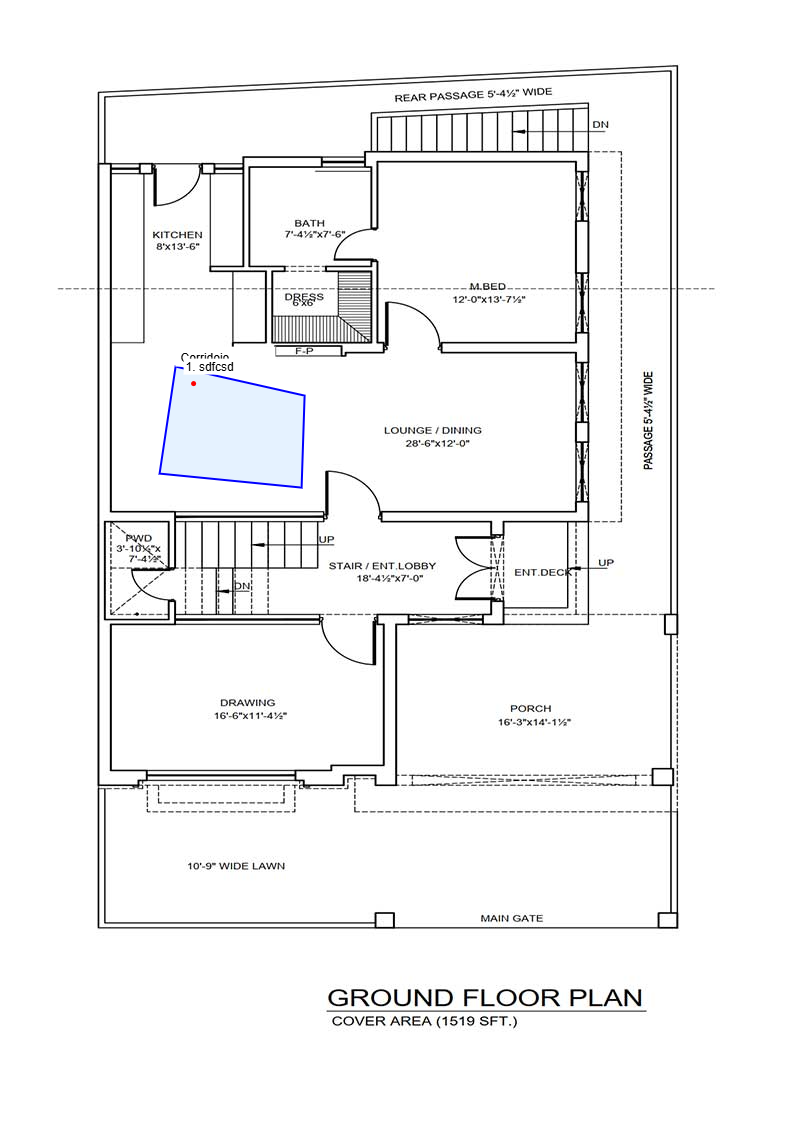 REAR PASSAGE 5'-4½" WIDE
DN
BATH
7'-4½"x7'-6"
KITCHEN
8'x13'-6"
M.BED
12'-0"x13'-7½"
DRESS
6'x6'
F-P
1. sdfcsd
LOUNGE / DINING
28'-6"x12'-0"
PASSAGE 5'-4½" WIDE
PWD
3'-10½"x
7'-4½"
UP
STAIR / ENT.LOBBY
18'-4½"x7'-0"
DN
ENT.DECK
UP
DRAWING
16'-6"x11'-4½"
PORCH
16'-3"x14'-1½"
10'-9" WIDE LAWN
MAIN GATE
GROUND FLOOR PLAN
COVER AREA (1519 SFT.)